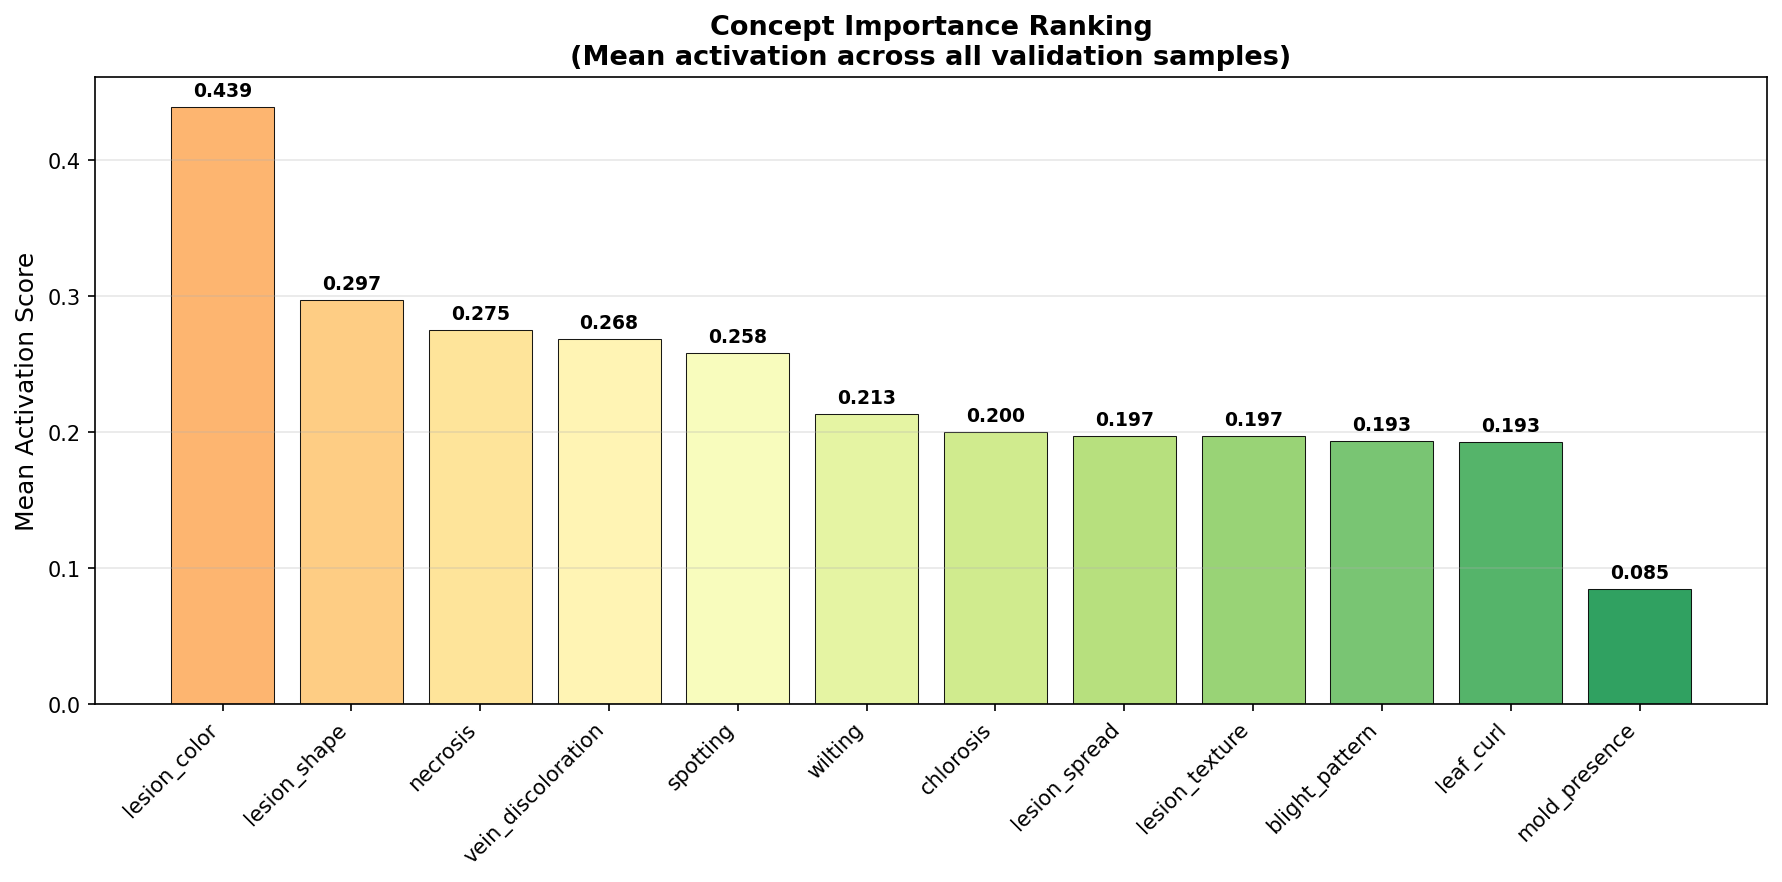 Concept Importance Ranking
(Mean activation across all validation samples)
Mean Activation Score
0.4
0.3
0.2
0.1
0.0
0.439
0.297
0.275
0.268
0.258
0.213
0.200
0.197
0.197
0.193
0.193
0.085
lesion_color
lesion_shape
necrosis
vein_discoloration
spotting
wilting
chlorosis
lesion_spread
lesion_texture
blight_pattern
leaf_curl
mold_presence